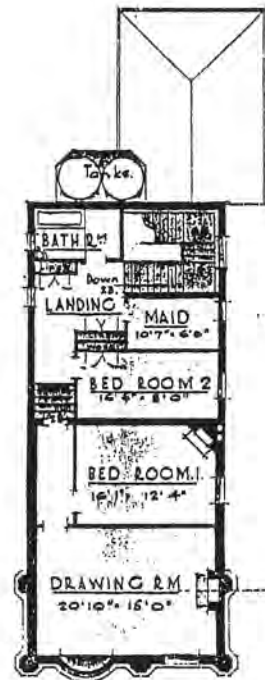 Tanks.
BATH RM
Down
LANDING
MAID
10'7" × 6'0"
BED ROOM 2
BED ROOM.1
DRAWING RM
20'10" × 15'0"